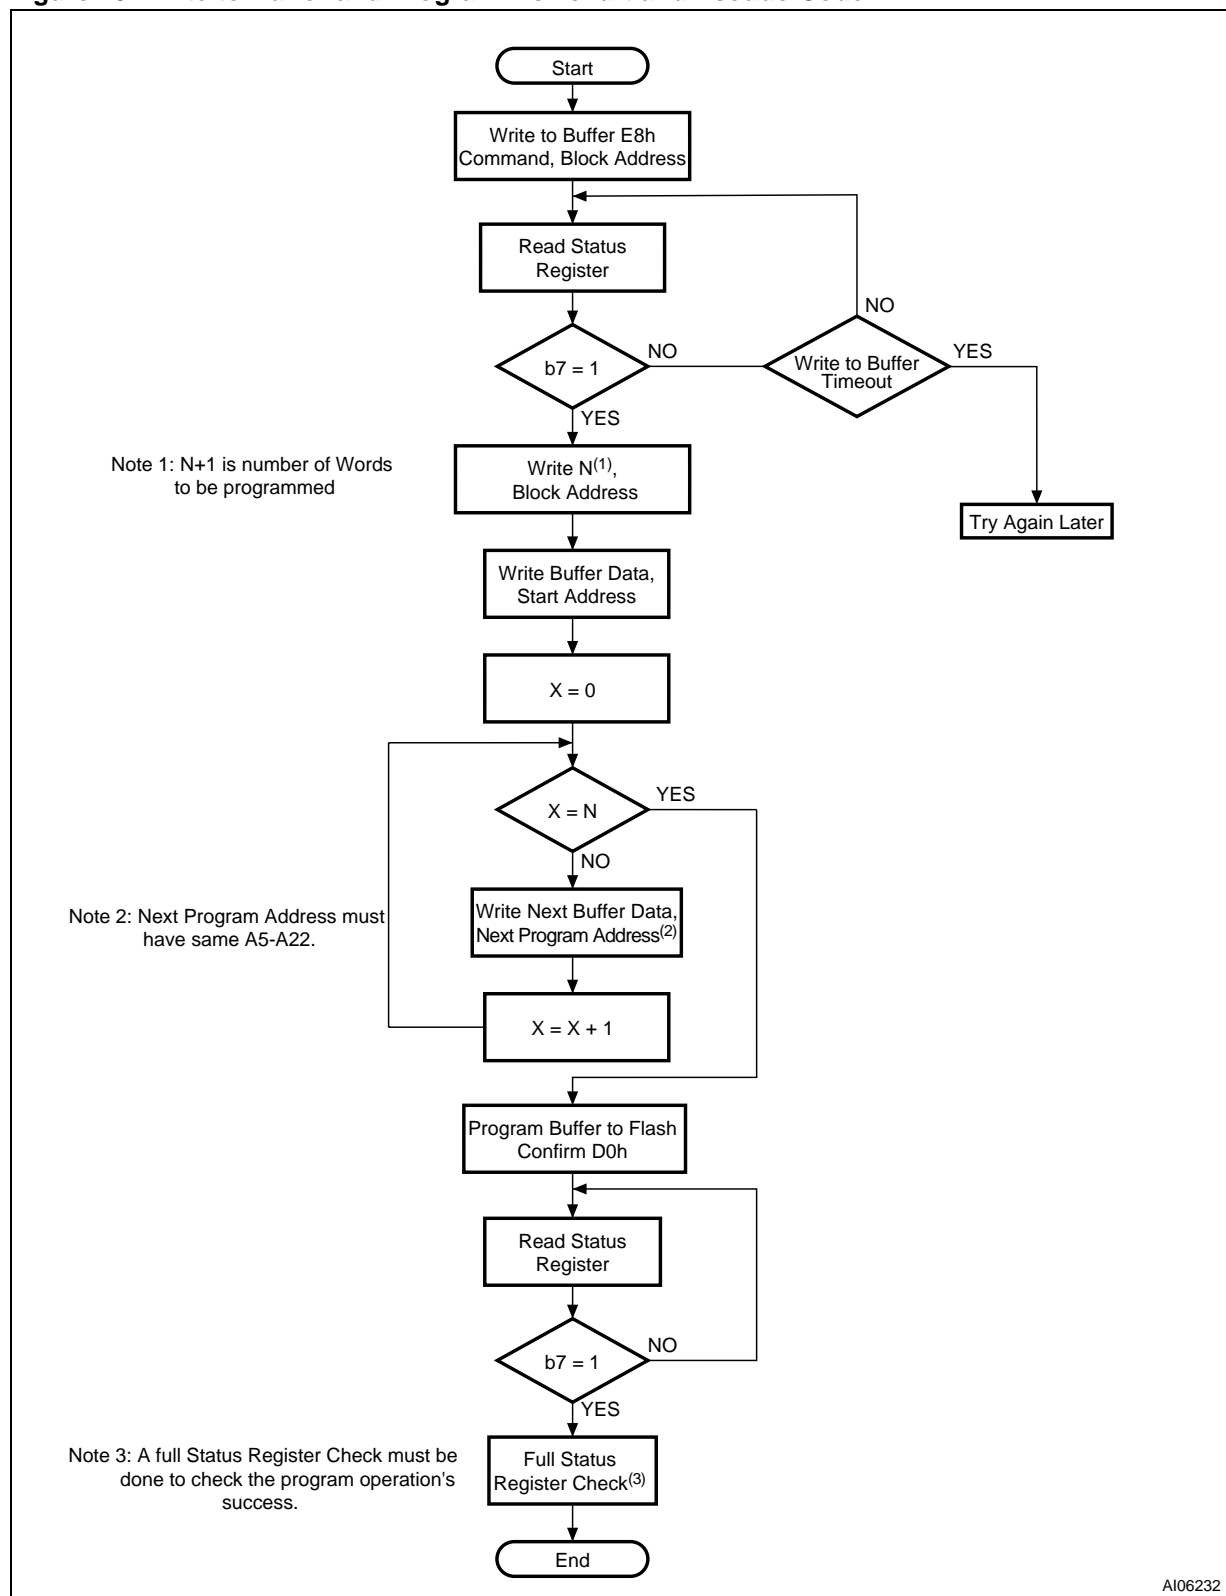 Start
Write to Buffer E8h
Command, Block Address
Read Status
Register
NO
b7 = 1
NO
Write to Buffer
Timeout
YES
YES
Note 1: N+1 is number of Words
to be programmed
Write N(1),
Block Address
Try Again Later
Write Buffer Data,
Start Address
X = 0
X = N
YES
NO
Note 2: Next Program Address must
have same A5-A22.
Write Next Buffer Data,
Next Program Address(2)
X = X + 1
Program Buffer to Flash
Confirm D0h
Read Status
Register
b7 = 1
NO
YES
Note 3: A full Status Register Check must be
done to check the program operation's
success.
Full Status
Register Check(3)
End
AI06232